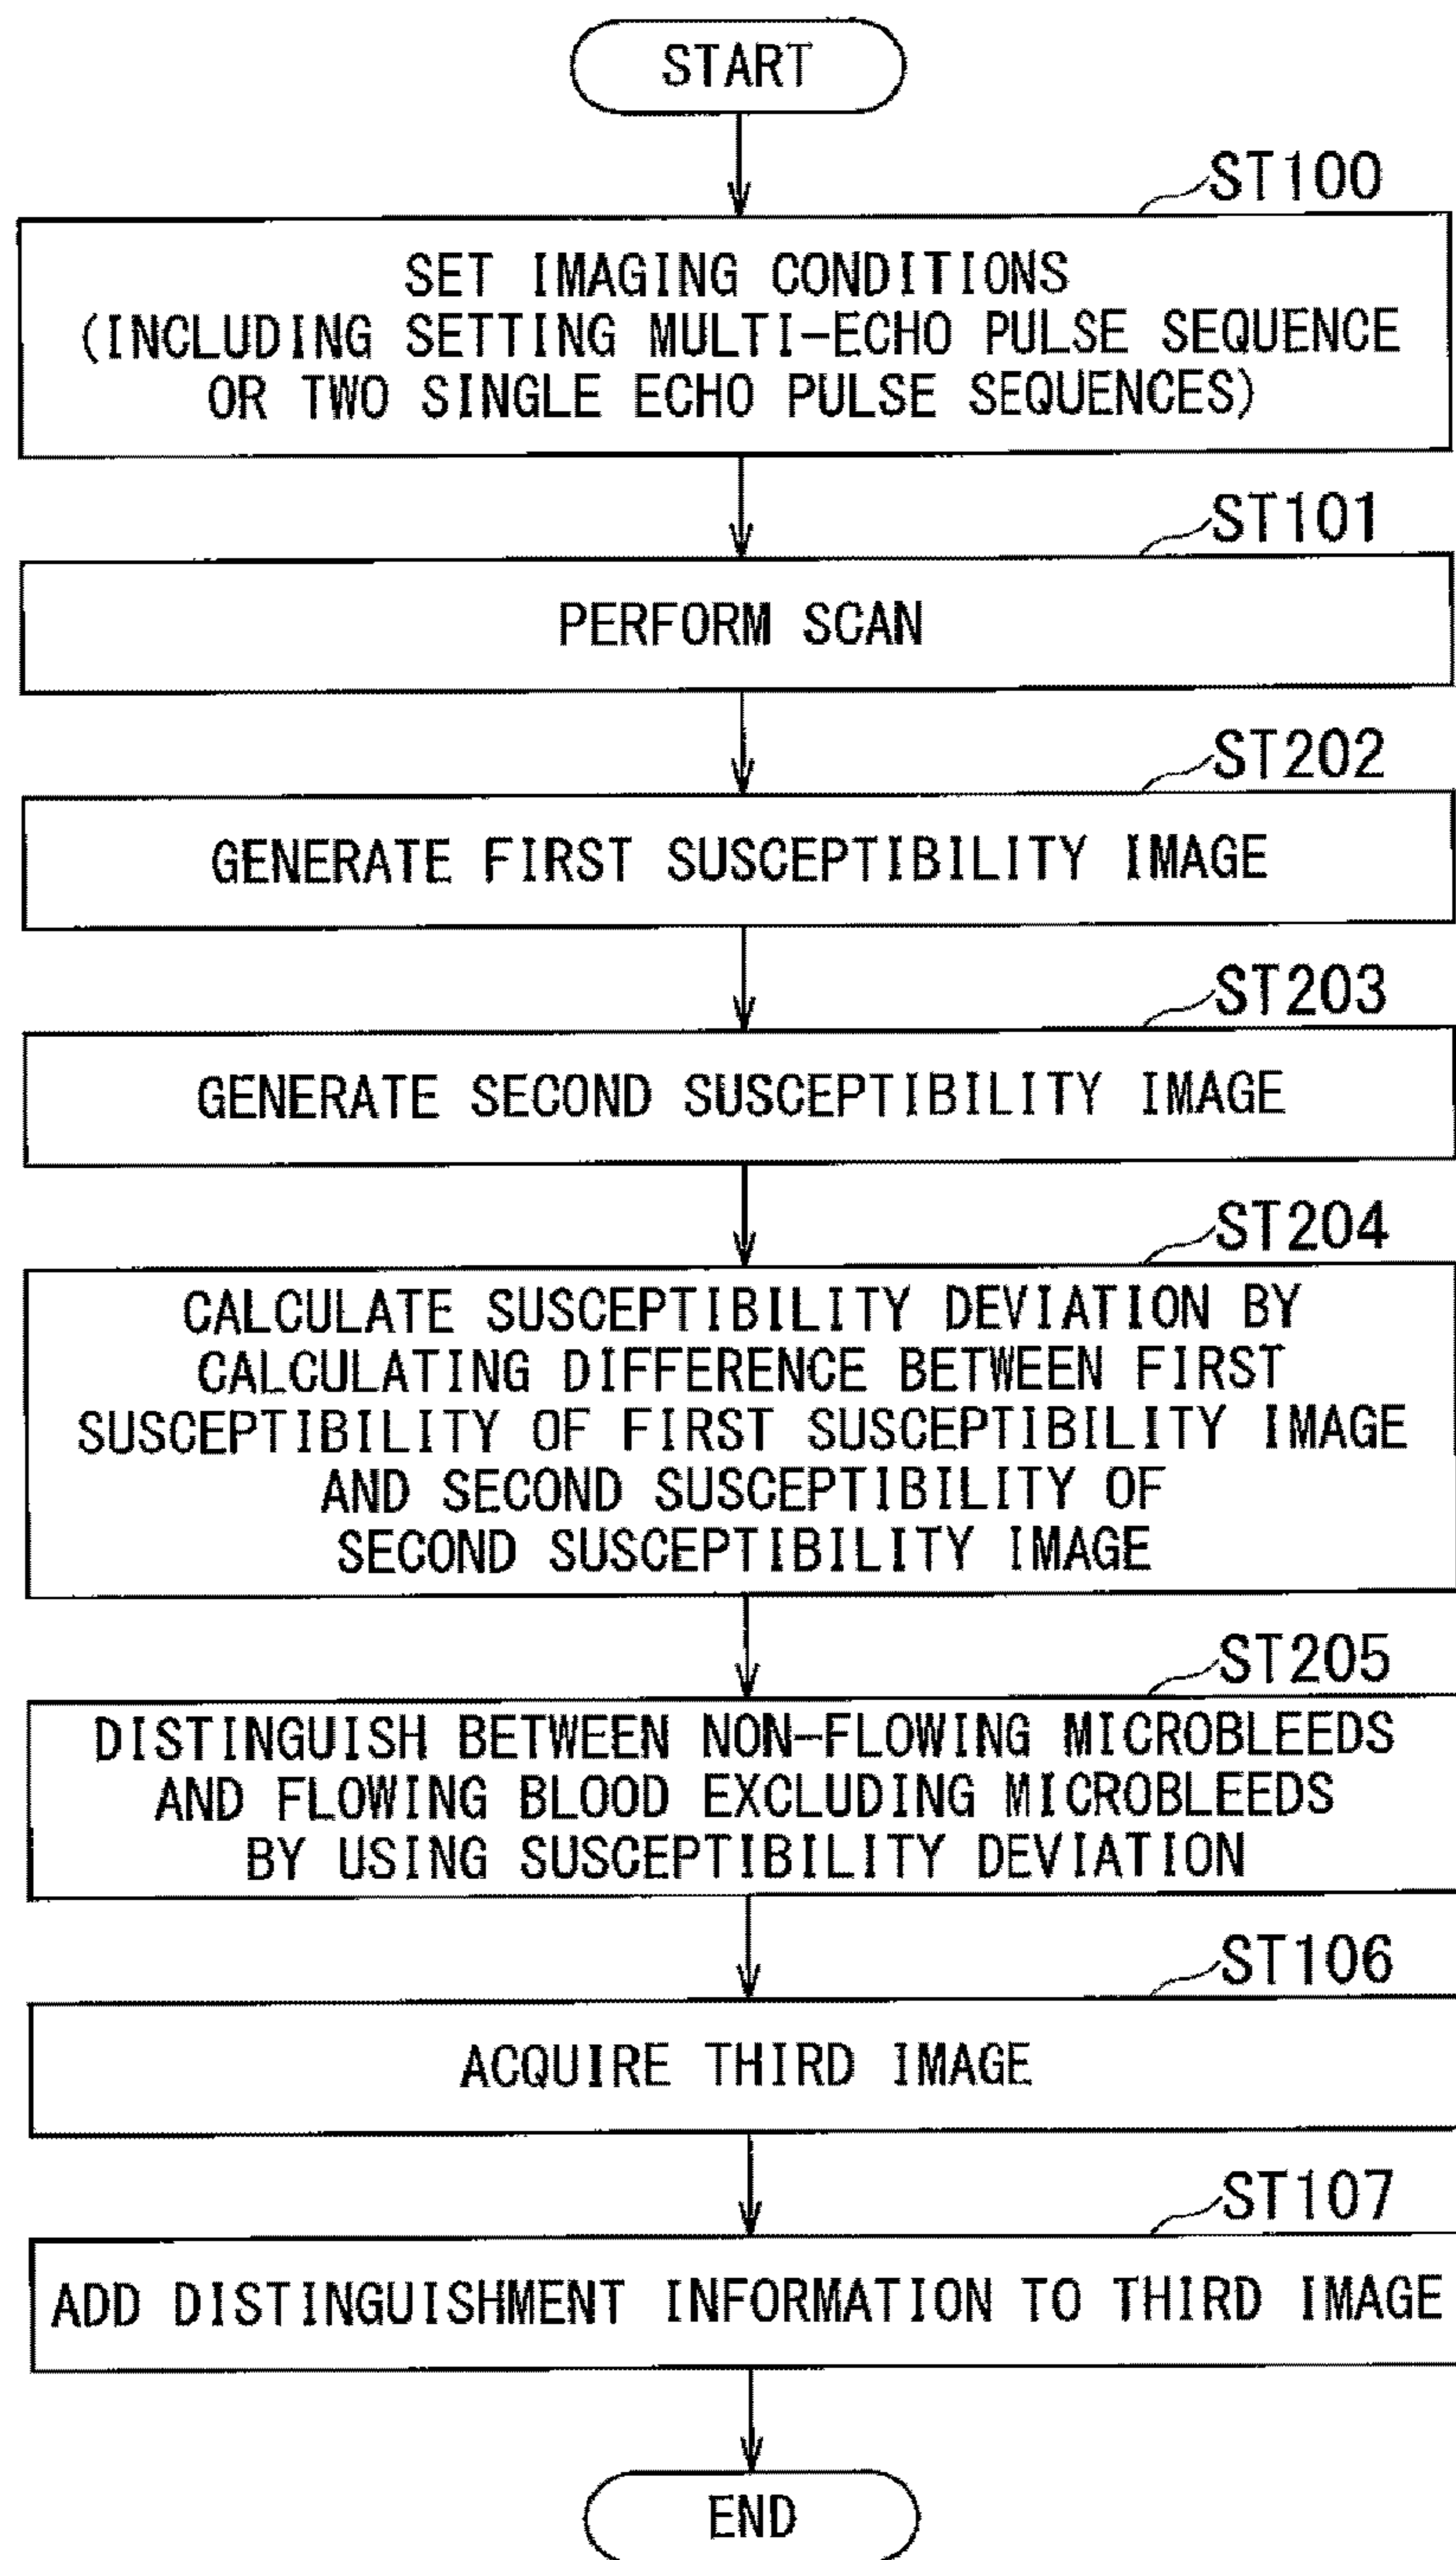 START
ST100
SET IMAGING CONDITIONS
(INCLUDING SETTING MULTI-ECHO PULSE SEQUENCE
OR TWO SINGLE ECHO PULSE SEQUENCES)
ST101
PERFORM SCAN
ST202
GENERATE FIRST SUSCEPTIBILITY IMAGE
ST203
GENERATE SECOND SUSCEPTIBILITY IMAGE
ST204
CALCULATE SUSCEPTIBILITY DEVIATION BY
CALCULATING DIFFERENCE BETWEEN FIRST
SUSCEPTIBILITY OF FIRST SUSCEPTIBILITY IMAGE
AND SECOND SUSCEPTIBILITY OF
SECOND SUSCEPTIBILITY IMAGE
ST205
DISTINGUISH BETWEEN NON-FLOWING MICROBLEEDS
AND FLOWING BLOOD EXCLUDING MICROBLEEDS
BY USING SUSCEPTIBILITY DEVIATION
ST106
ACQUIRE THIRD IMAGE
ST107
ADD DISTINGUISHMENT INFORMATION TO THIRD IMAGE
END